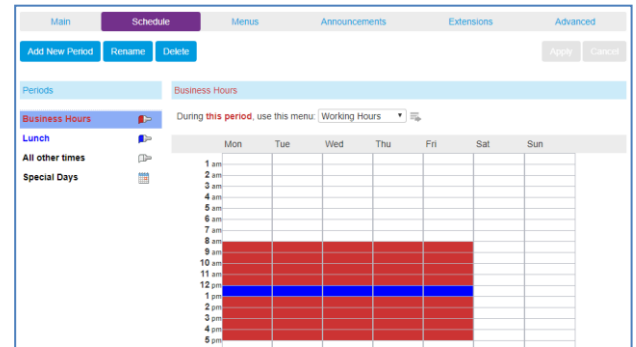 Main Schedule Menus Announcements Extensions Advanced
Add New Period Rename Delete Apply Cancel
Periods Business Hours
Business Hours During this period, use this menu: Working Hours
Lunch
Mon Tue Wed Thu Fri Sat Sun
All other times
1 am
Special Days
2 am
3 am
4 am
5 am
6 am
7 am
8 am
9 am
10 am
11 am
12 pm
1 pm
2 pm
3 pm
4 pm
5 pm